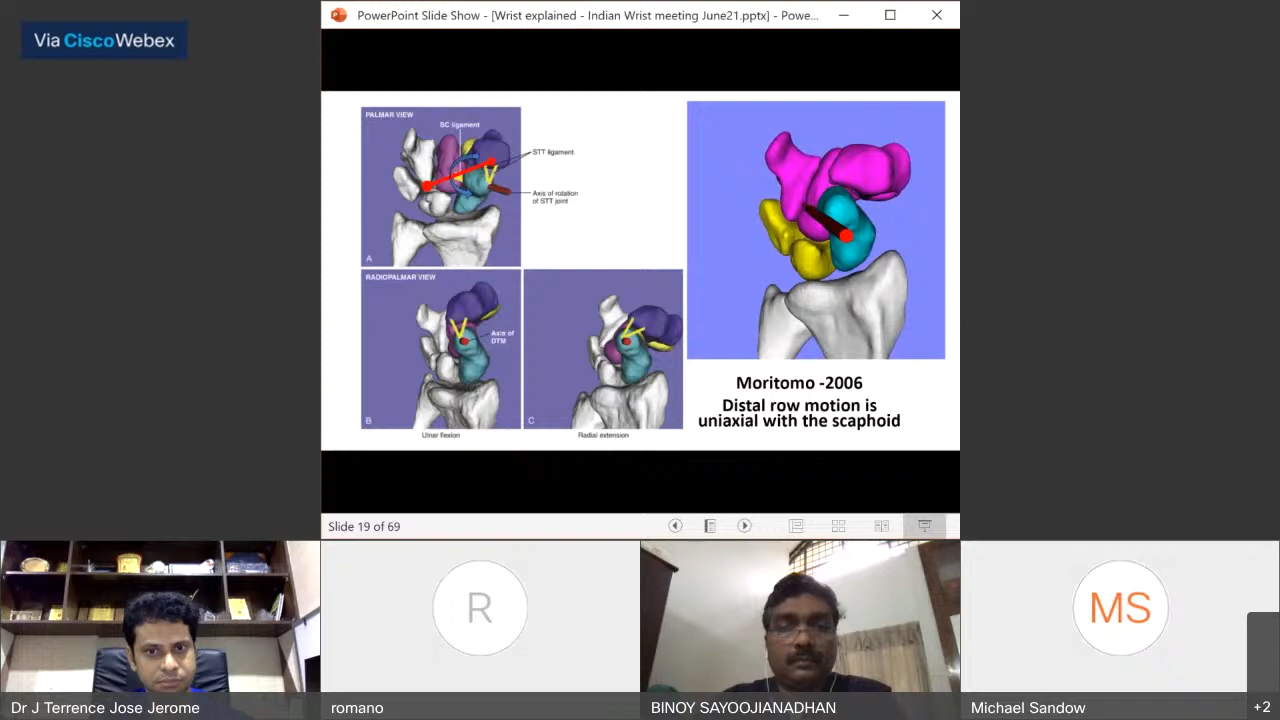 Via Cisco Webex
PowerPoint Slide Show - [Wrist explained - Indian Wrist meeting June21.pptx] - Powe...
PALMAR VIEW
SC ligament
STT ligament
Axis of rotation
of STT joint
A
RADIOPALMAR VIEW
Axis of
DTM
B
C
Ulnar flexion
Radial extension
Moritomo -2006
Distal row motion is
uniaxial with the scaphoid
Slide 19 of 69
R
MS
Dr J Terrence Jose Jerome
romano
BINOY SAYOOJIANADHAN
Michael Sandow
+2